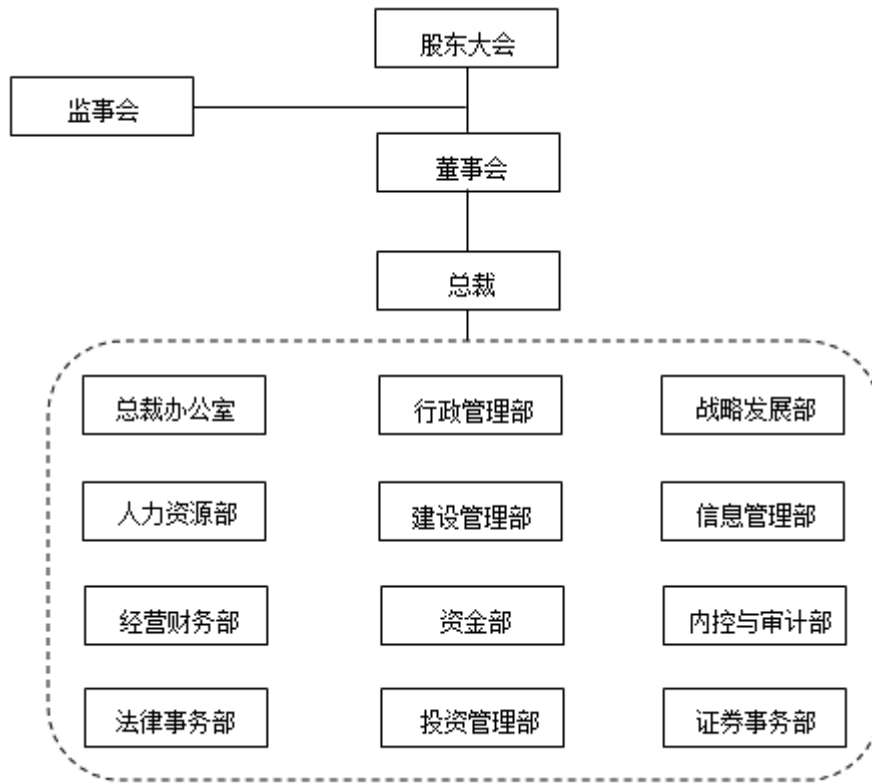 股东大会
监事会
董事会
总裁
总裁办公室
行政管理部
战略发展部
人力资源部
建设管理部
信息管理部
经营财务部
资金部
内控与审计部
法律事务部
投资管理部
证券事务部